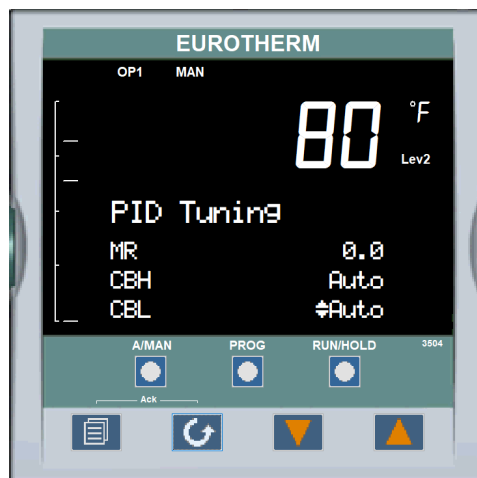 EUROTHERM
OP1 MAN
80 °F
Lev2
PID Tuning
MR 0.0
CBH Auto
CBL Auto
A/MAN PROG RUN/HOLD 3504
Ack